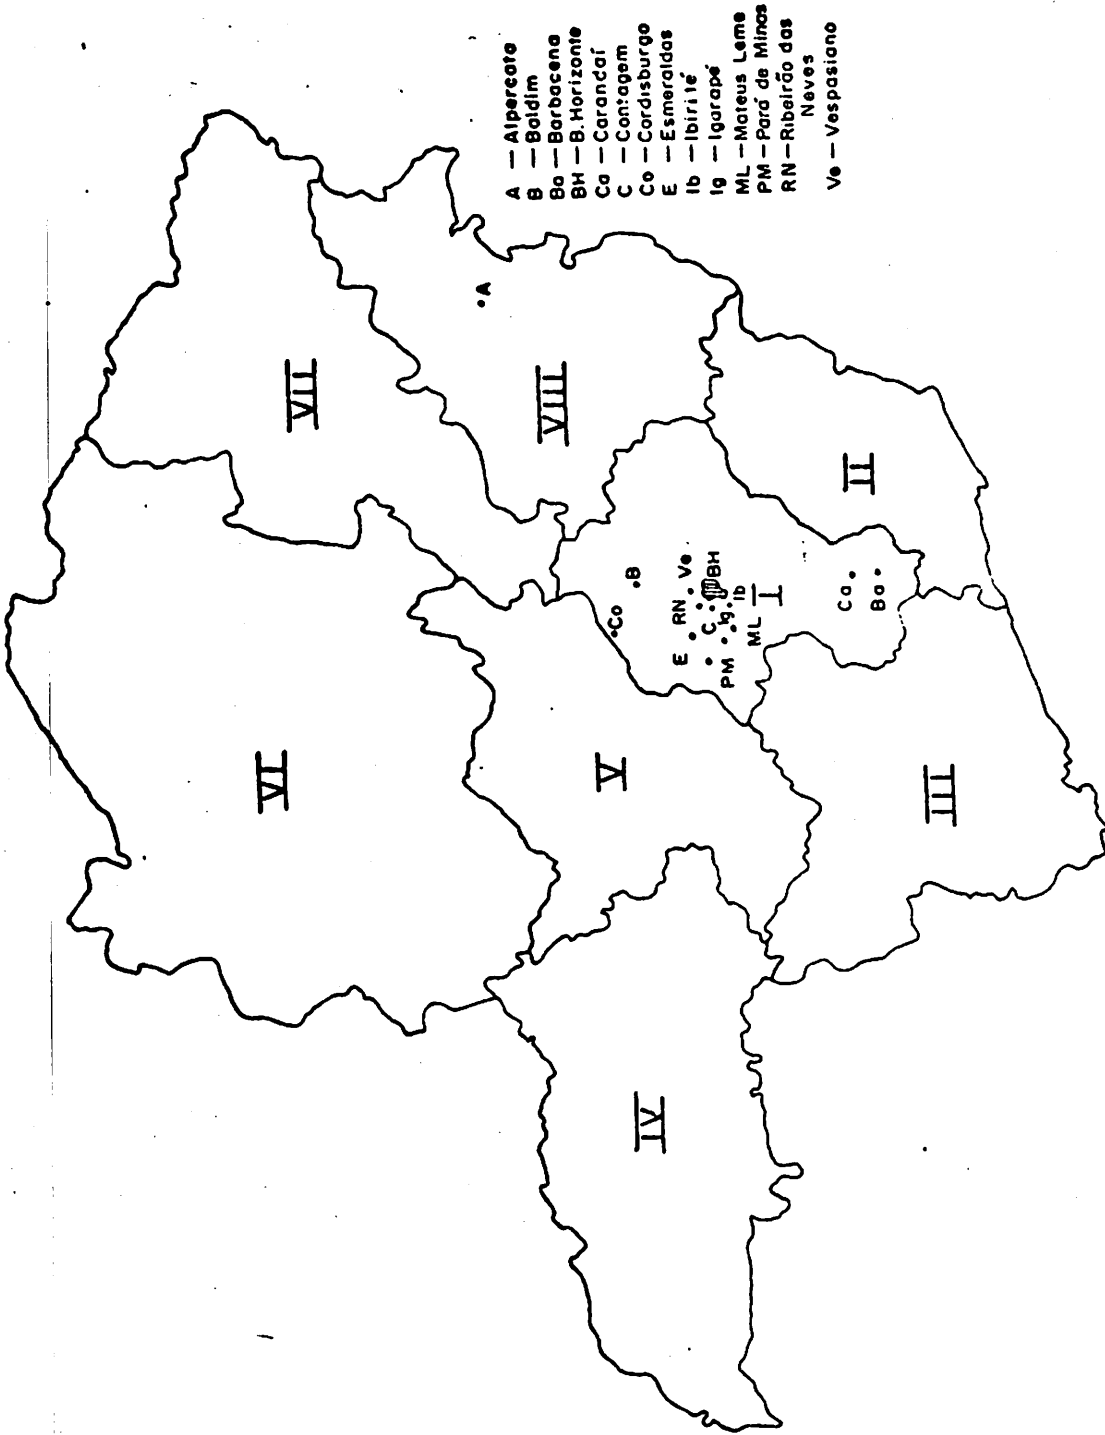 VI
VII
VIII
V
IV
III
II
I
A
Co
B
E
RN
Ve
C
BH
PM
Ig
Ib
ML
Ca
Ba
A — Alpercata
B — Baldim
Ba — Barbacena
BH — B. Horizonte
Ca — Carandaí
C — Contagem
Co — Cordisburgo
E — Esmeraldas
Ib — Ibirité
Ig — Igarapé
ML — Mateus Leme
PM — Pará de Minas
RN — Ribeirão das
Neves
Ve — Vespasiano